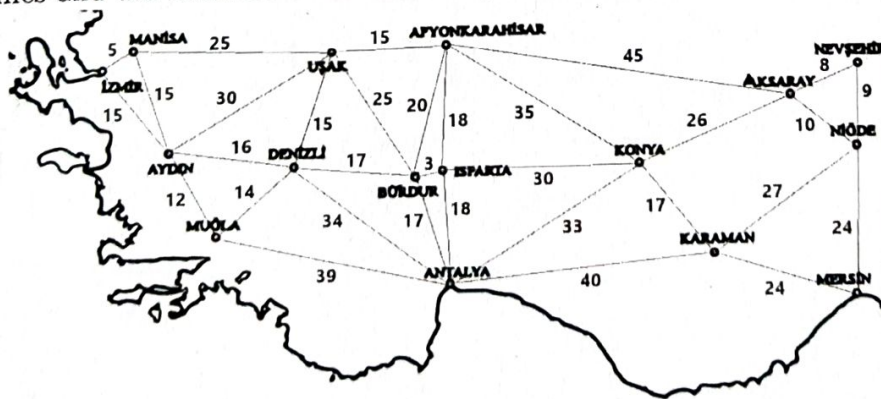 MANİSA
5
25
15
AFYONKARAHİSAR
45
NEVŞEHİR
8
İZMİR
UŞAK
AKSARAY
9
15
15
30
25
20
18
35
26
10
NİĞDE
AYDIN
16
DENİZLİ
15
17
3
BURDUR
ISPARTA
30
KONYA
12
14
34
17
18
33
17
27
24
MUĞLA
KARAMAN
39
ANTALYA
40
24
MERSİN